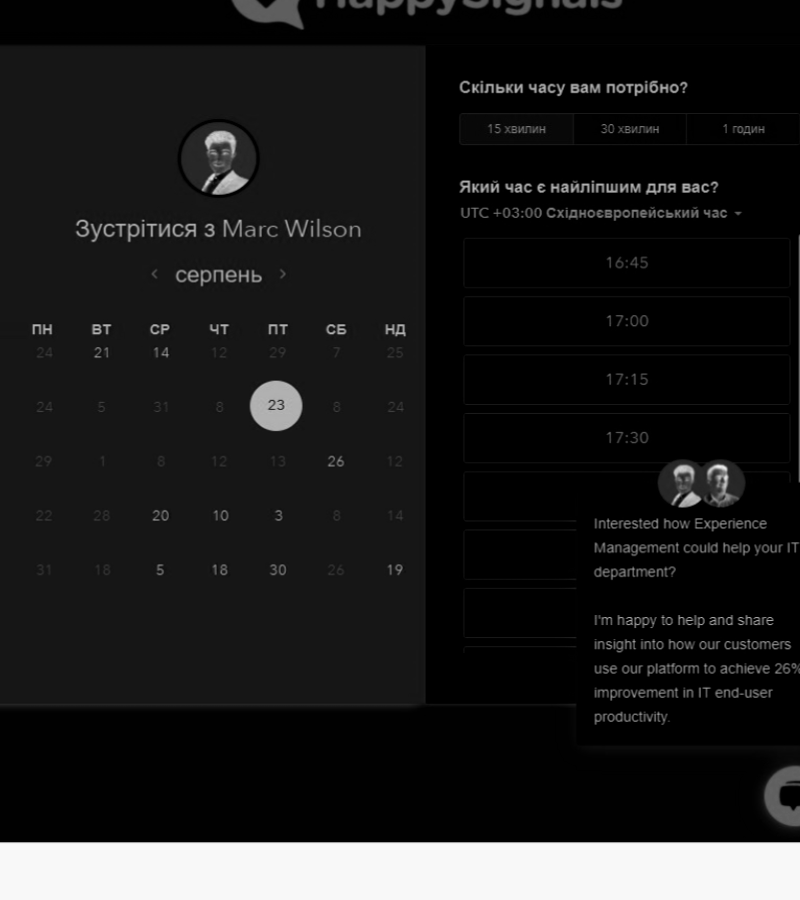 HappySignals
Зустрітися з Marc Wilson
серпень
ПН ВТ СР ЧТ ПТ СБ НД
24 21 14 12 29 7 25
24 5 31 8 23 8 24
29 1 8 12 13 26 12
22 28 20 10 3 8 14
31 18 5 18 30 26 19
Скільки часу вам потрібно?
15 хвилин 30 хвилин 1 годин
Який час є найліпшим для вас?
UTC +03:00 Східноєвропейський час
16:45
17:00
17:15
17:30
Interested how Experience
Management could help your IT
department?
I'm happy to help and share
insight into how our customers
use our platform to achieve 26%
improvement in IT end-user
productivity.